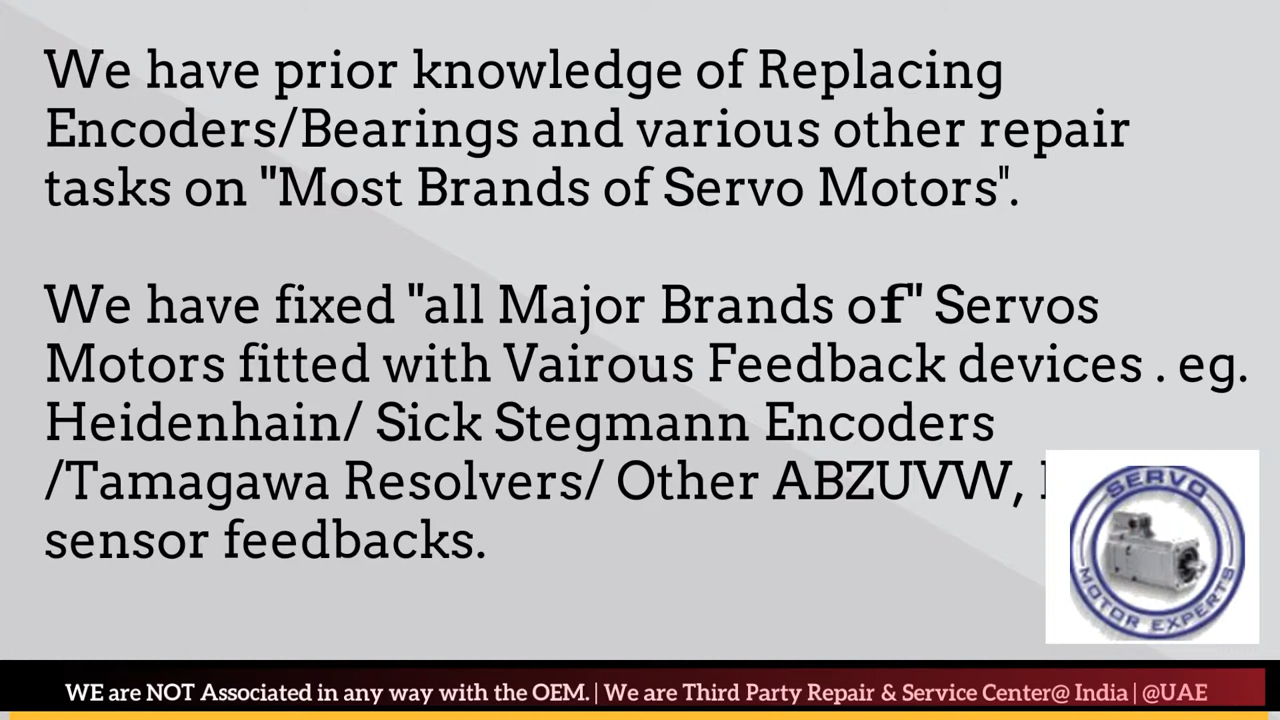 We have prior knowledge of Replacing
Encoders/Bearings and various other repair
tasks on "Most Brands of Servo Motors".
We have fixed "all Major Brands of" Servos
Motors fitted with Vairous Feedback devices . eg.
Heidenhain/ Sick Stegmann Encoders
/Tamagawa Resolvers/ Other ABZUVW,
sensor feedbacks.
SERVO
MOTOR EXPERTS
WE are NOT Associated in any way with the OEM. | We are Third Party Repair & Service Center@ India | @UAE